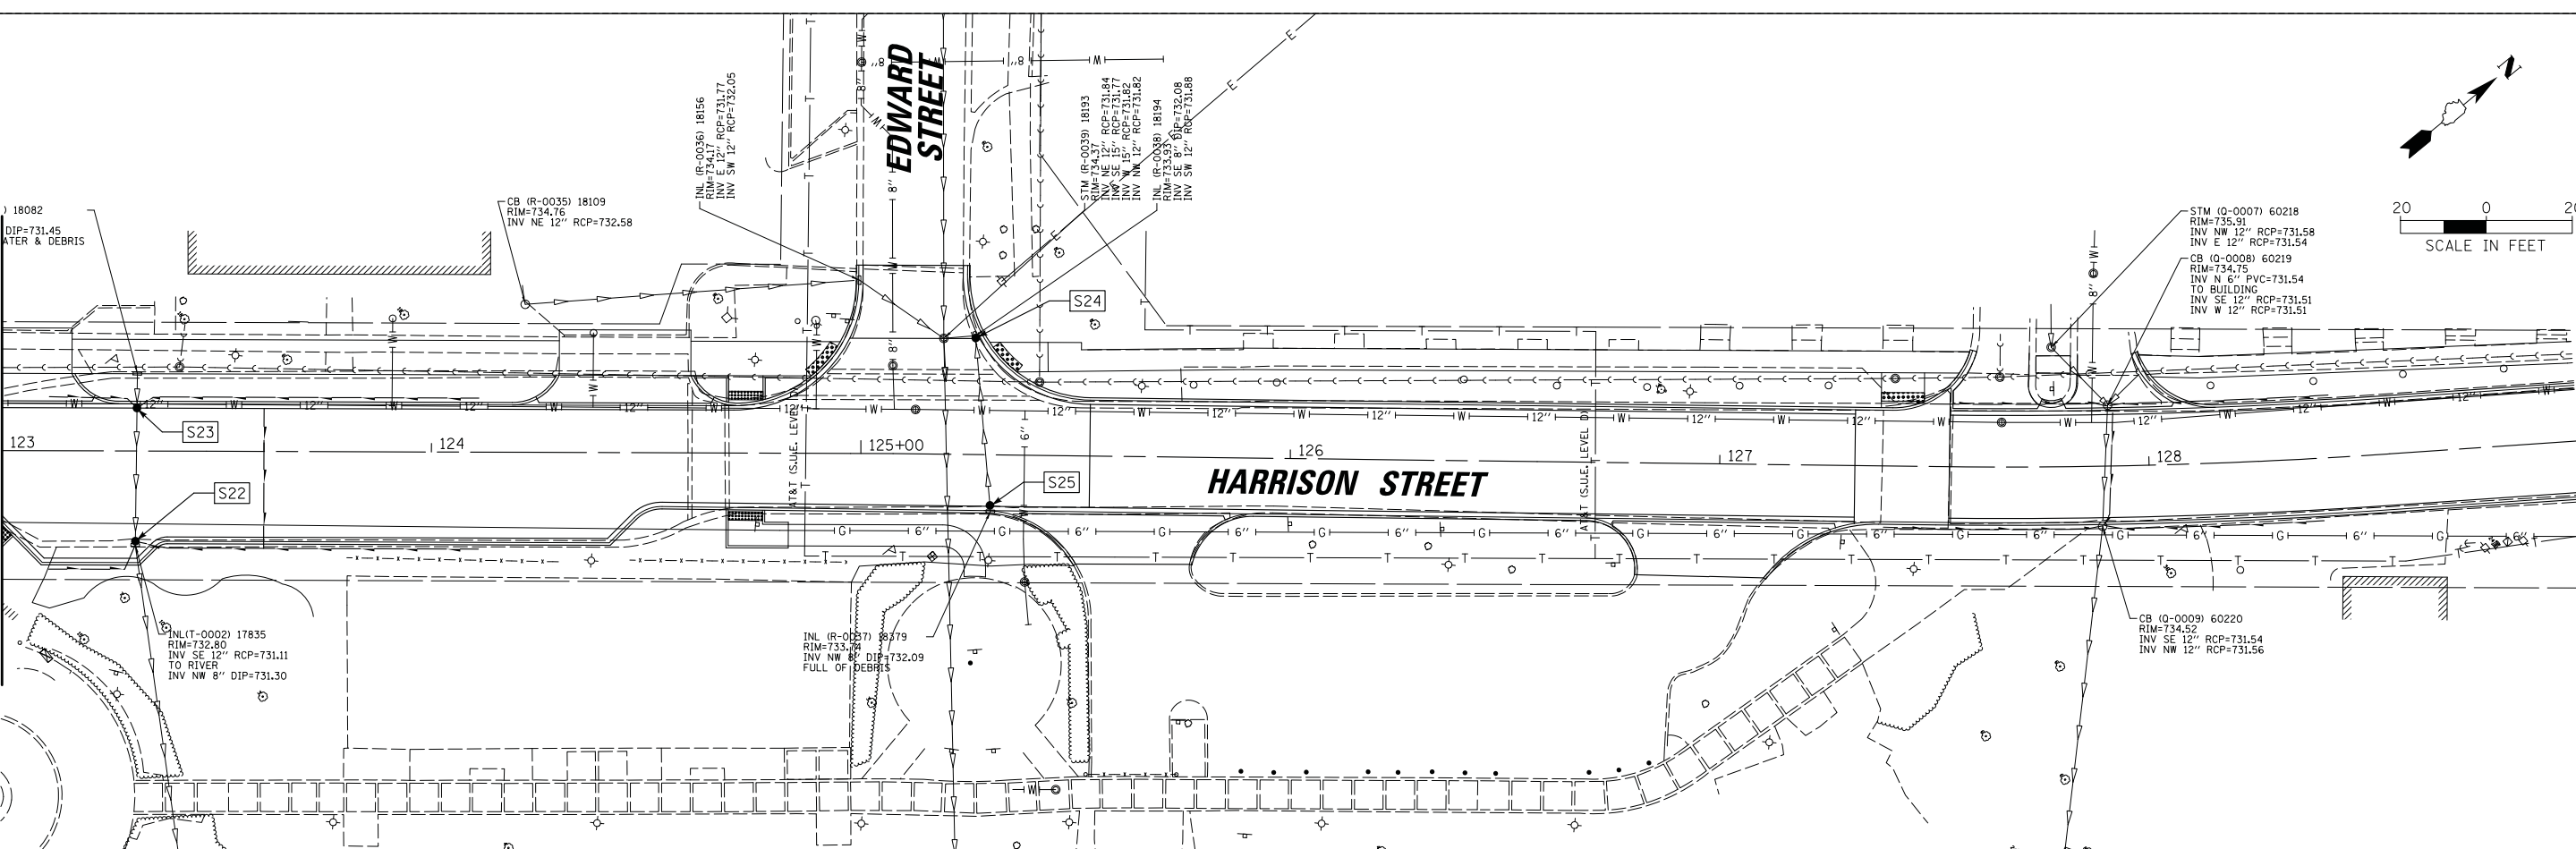 EDWARD
STREET
N
20 0 20
SCALE IN FEET
) 18082
DIP=731.45
ATER & DEBRIS
CB (R-0035) 18109
RIM=734.76
INV NE 12" RCP=732.58
INL (R-0036) 18156
RIM=734.17
INV E 12" RCP=731.77
INV SW 12" RCP=732.05
STM (R-0039) 18193
RIM=734.37
INV NE 12" RCP=731.84
INV SE 15" RCP=731.77
INV W 15" RCP=731.82
INV NW 12" RCP=731.82
INL (R-0038) 18194
RIM=733.93
INV SE 8" DIP=732.08
INV SW 12" RCP=731.88
STM (Q-0007) 60218
RIM=735.91
INV NW 12" RCP=731.58
INV E 12" RCP=731.54
CB (Q-0008) 60219
RIM=734.75
INV N 6" PVC=731.54
TO BUILDING
INV SE 12" RCP=731.51
INV W 12" RCP=731.51
S24
S23
S22
S25
123
124
125+00
126
127
128
AT&T (S.U.E. LEVEL D)
AT&T (S.U.E. LEVEL D)
HARRISON STREET
INL(T-0002) 17835
RIM=732.80
INV SE 12" RCP=731.11
TO RIVER
INV NW 8" DIP=731.30
INL (R-0037) 18379
RIM=733.74
INV NW 8" DIP=732.09
FULL OF DEBRIS
CB (Q-0009) 60220
RIM=734.52
INV SE 12" RCP=731.54
INV NW 12" RCP=731.56